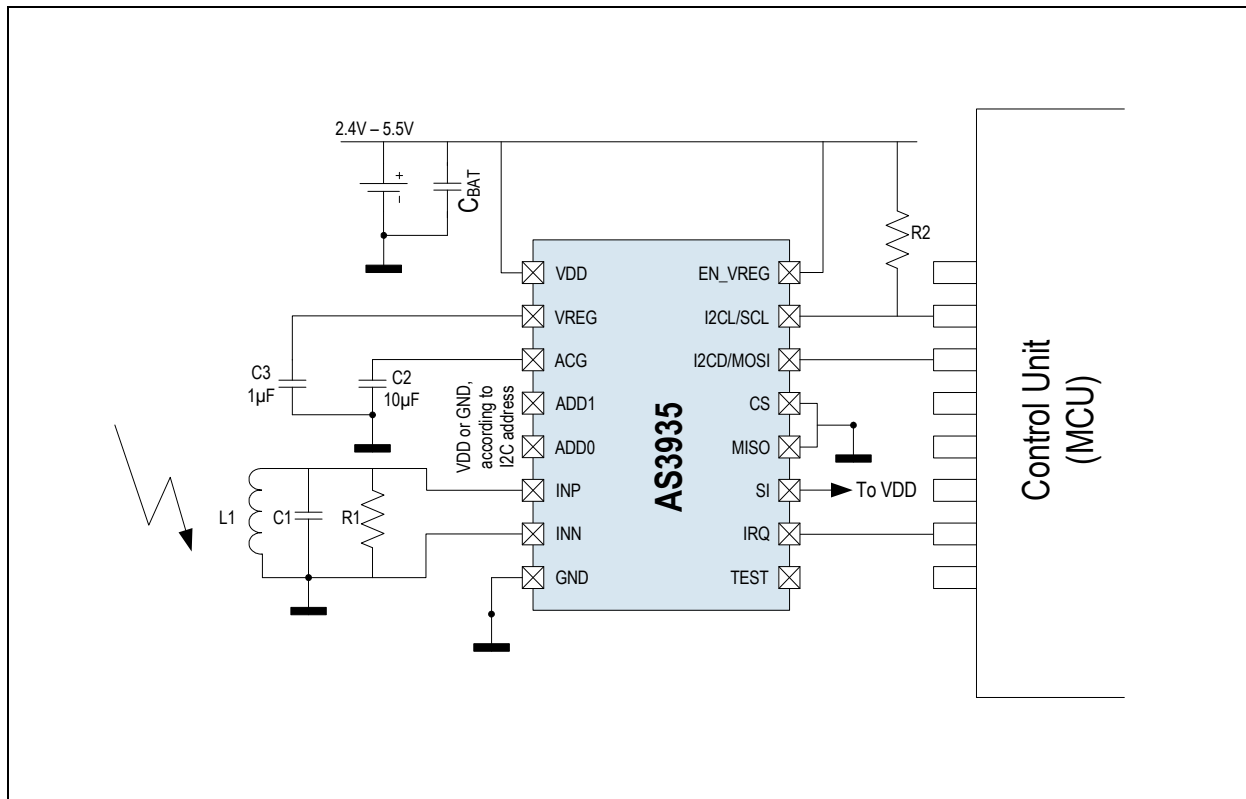 2.4V – 5.5V
+
-
CBAT
R2
VDD
VREG
ACG
ADD1
ADD0
INP
INN
GND
EN_VREG
I2CL/SCL
I2CD/MOSI
CS
MISO
SI
IRQ
TEST
AS3935
C3
1µF
C2
10µF
VDD or GND,
according to
I2C address
L1
C1
R1
To VDD
Control Unit
(MCU)